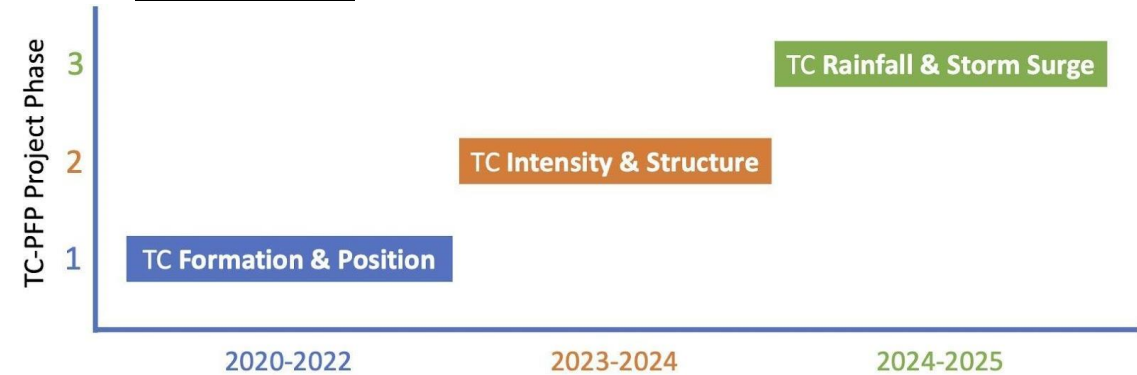 TC-PFP Project Phase
3
TC Rainfall & Storm Surge
2
TC Intensity & Structure
1
TC Formation & Position
2020-2022
2023-2024
2024-2025